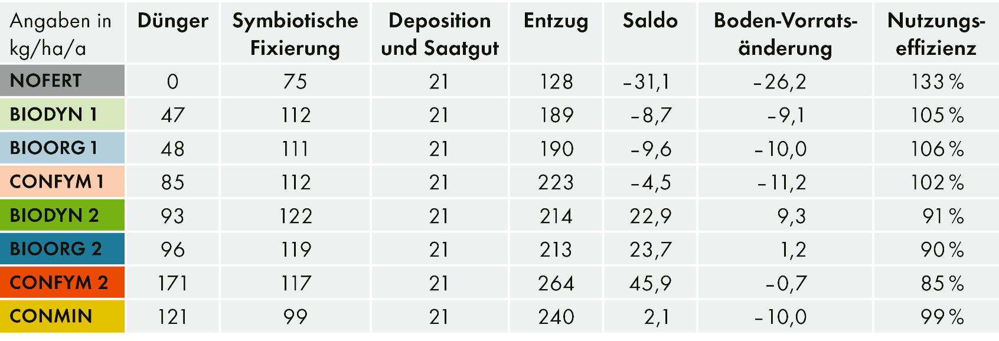 Angaben in kg/ha/a Dünger Symbiotische Fixierung Deposition und Saatgut Entzug Saldo Boden-Vorrats-änderung Nutzungs-effizienz
NOFERT 0 75 21 128 –31,1 –26,2 133 %
BIODYN 1 47 112 21 189 –8,7 –9,1 105 %
BIOORG 1 48 111 21 190 –9,6 –10,0 106 %
CONFYM 1 85 112 21 223 –4,5 –11,2 102 %
BIODYN 2 93 122 21 214 22,9 9,3 91 %
BIOORG 2 96 119 21 213 23,7 1,2 90 %
CONFYM 2 171 117 21 264 45,9 –0,7 85 %
CONMIN 121 99 21 240 2,1 –10,0 99 %